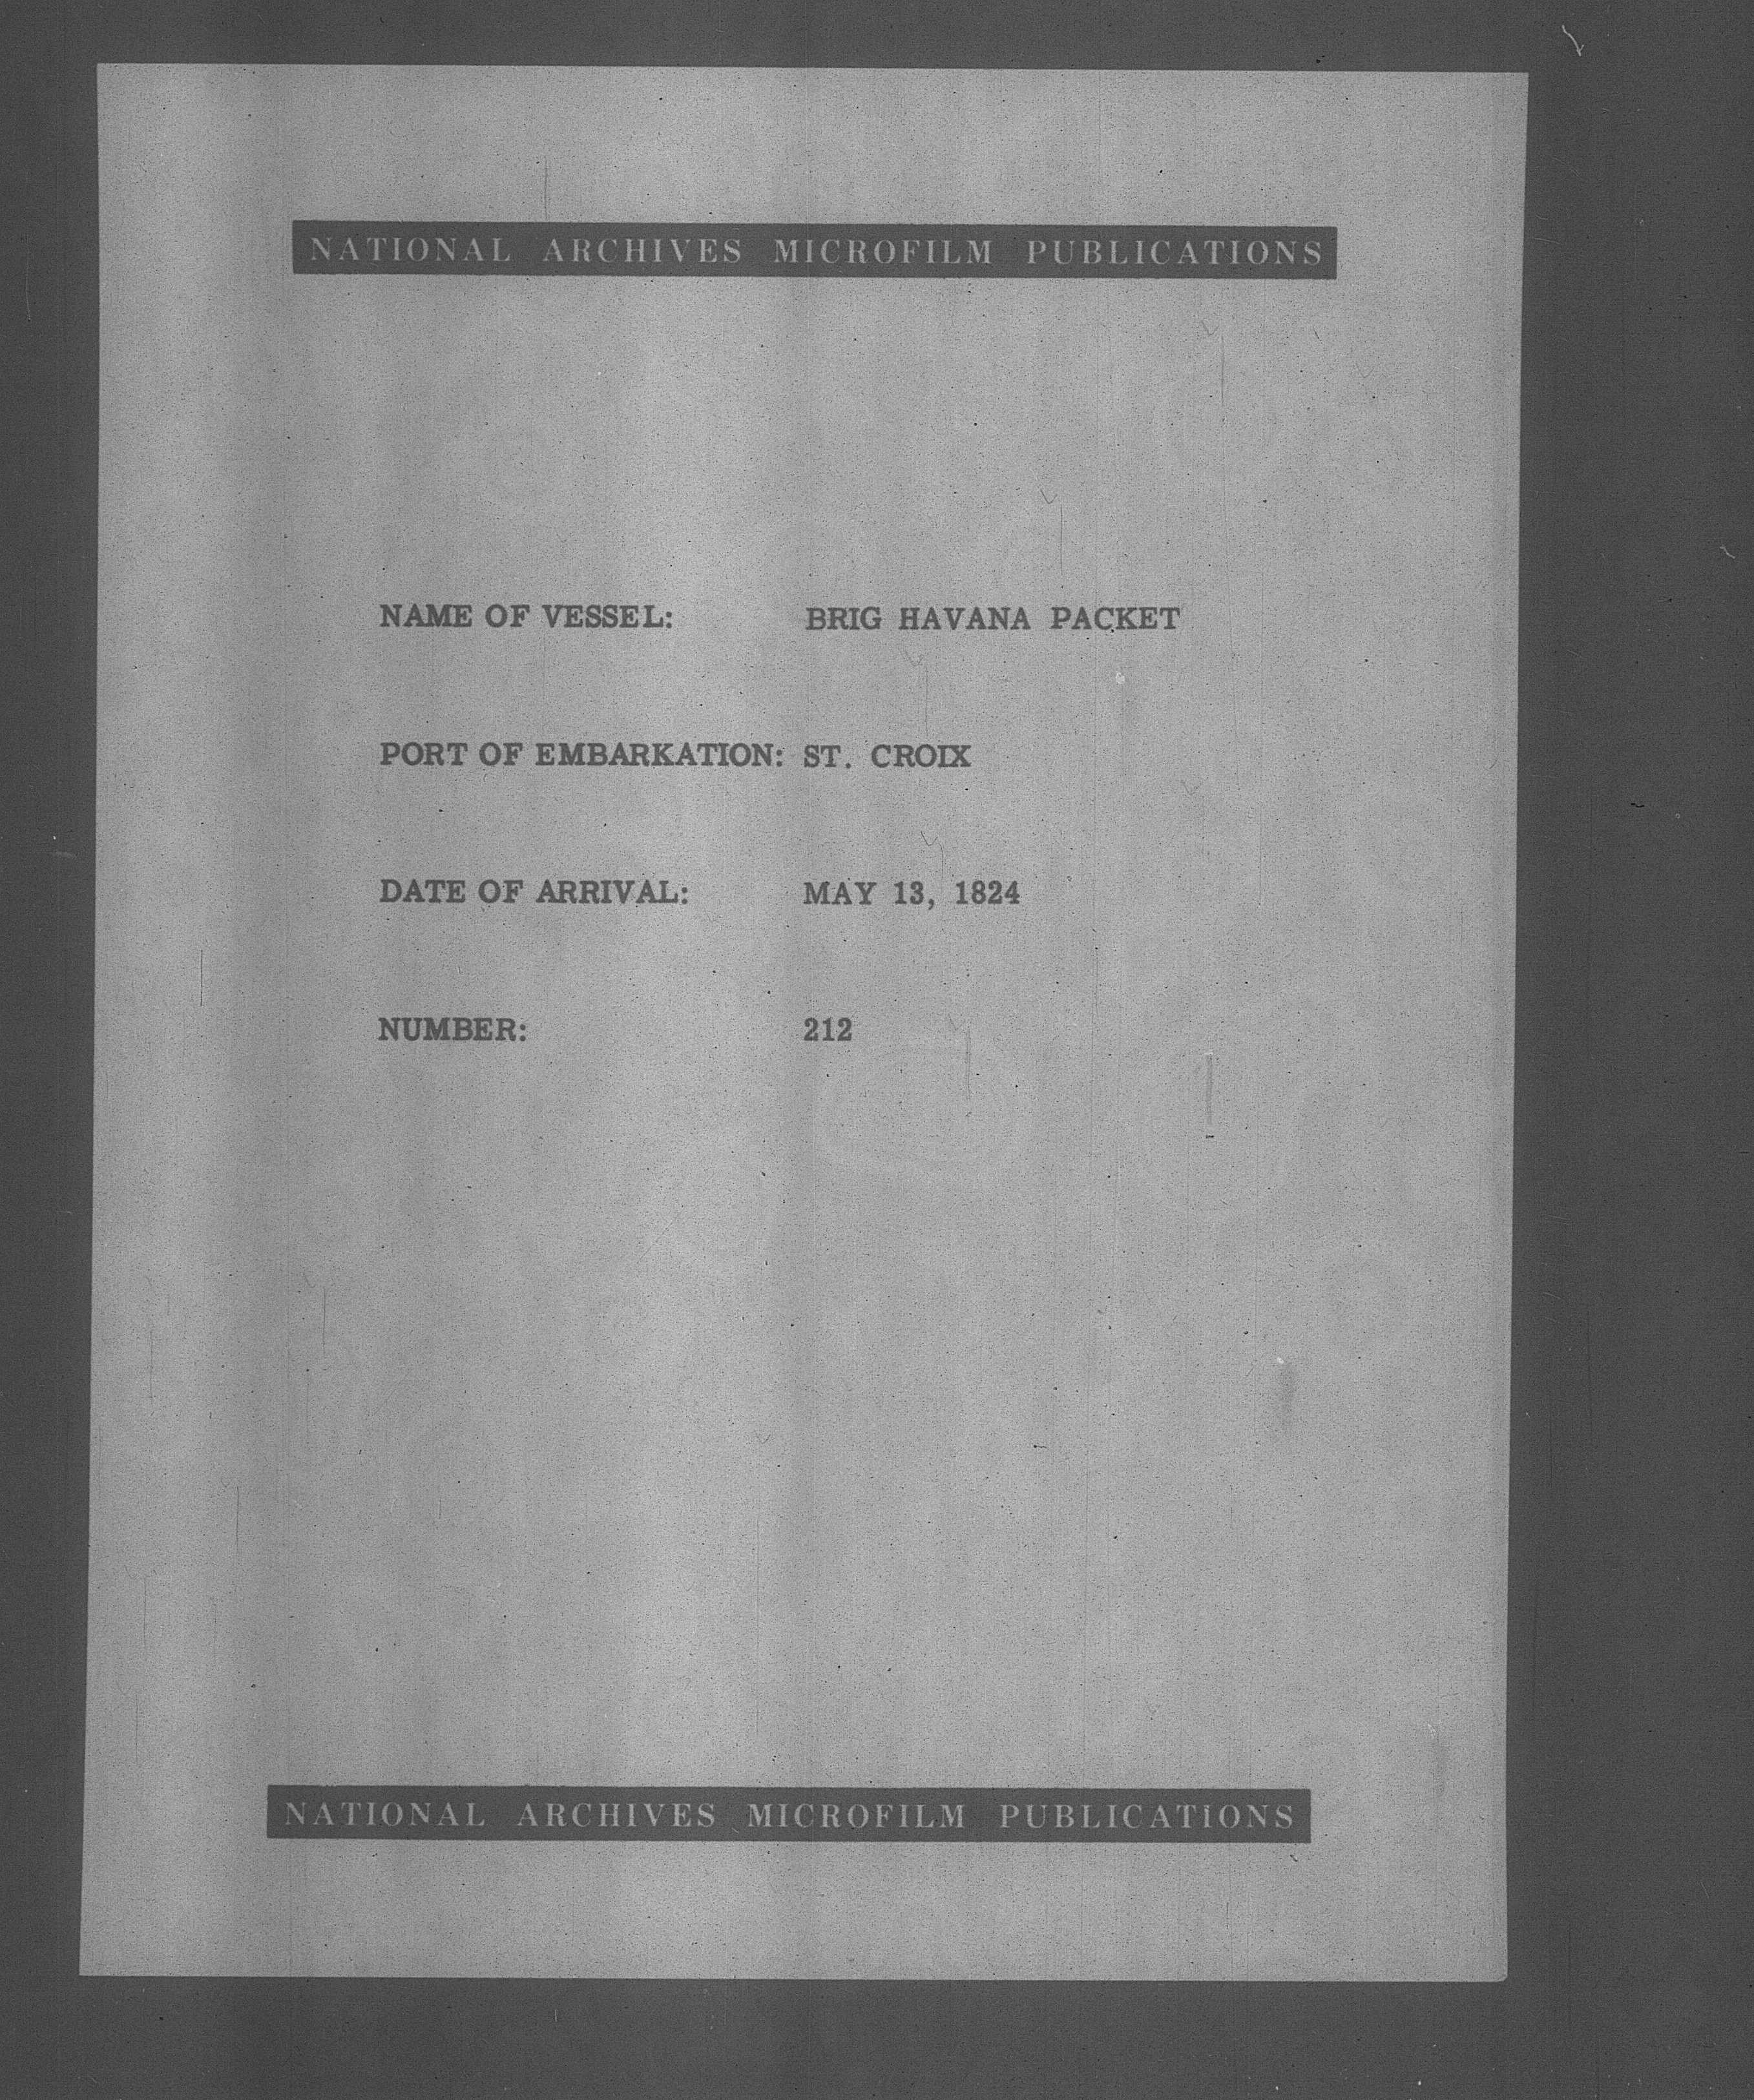 NATIONAL ARCHIVES MICROFILM PUBLICATIONS
NAME OF VESSEL: BRIG HAVANA PACKET
PORT OF EMBARKATION: ST. CROIX
DATE OF ARRIVAL: MAY 13, 1824
NUMBER: 212
NATIONAL ARCHIVES MICROFILM PUBLICATIONS